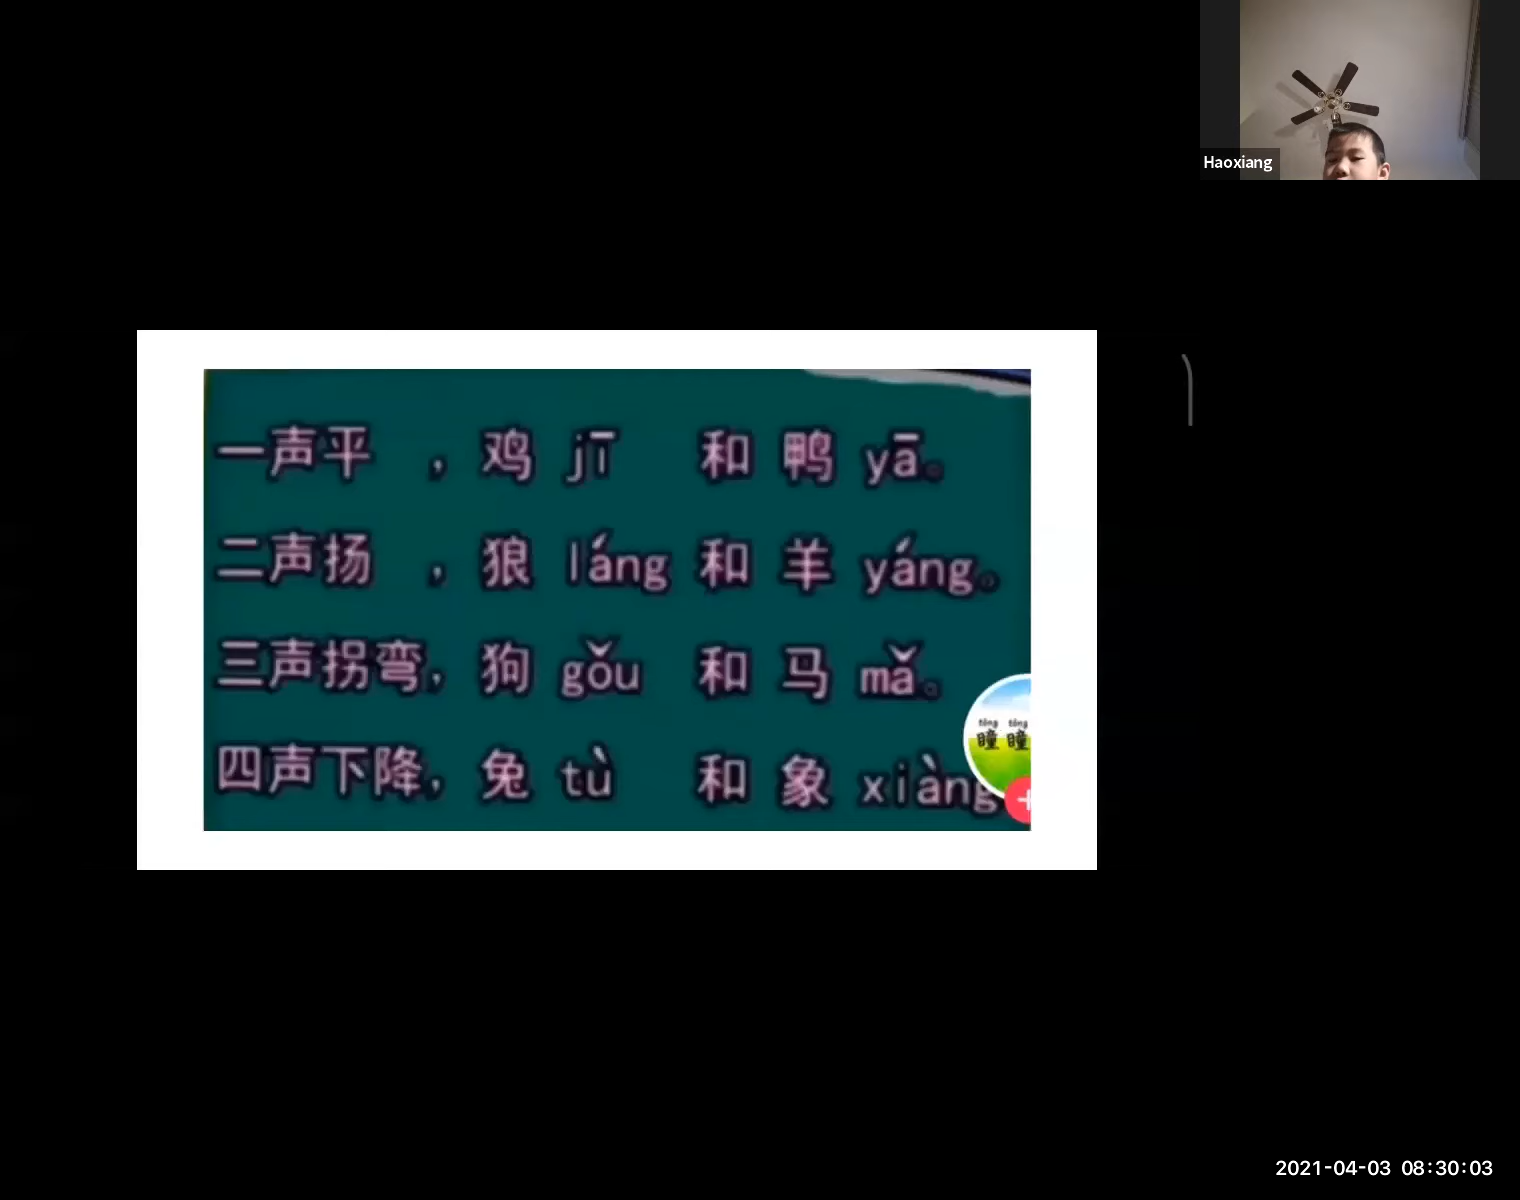 Haoxiang
一声平 ，鸡 jī 和 鸭 yā。
二声扬 ，狼 láng 和 羊 yáng。
三声拐弯，狗 gǒu 和 马 mǎ。
四声下降，兔 tù 和 象 xiàng
tóng tóng
瞳 瞳
2021-04-03 08:30:03